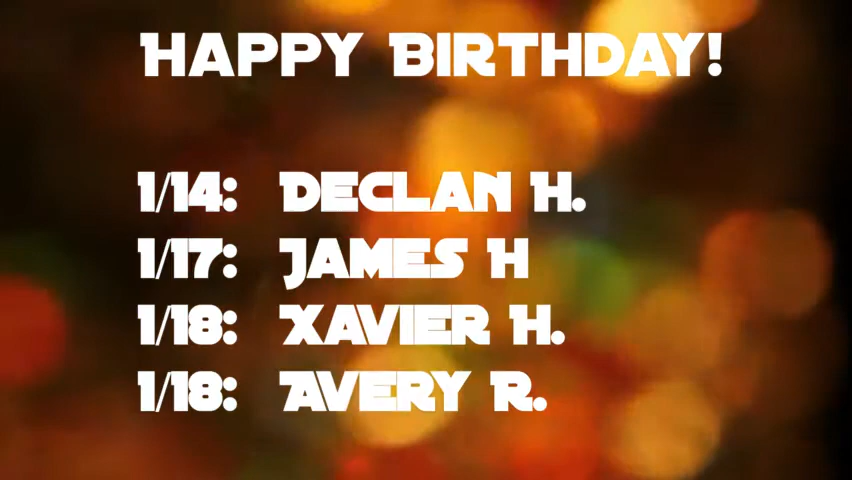 Happy Birthday!
1/14: Declan H.
1/17: James H
1/18: Xavier H.
1/18: Avery R.